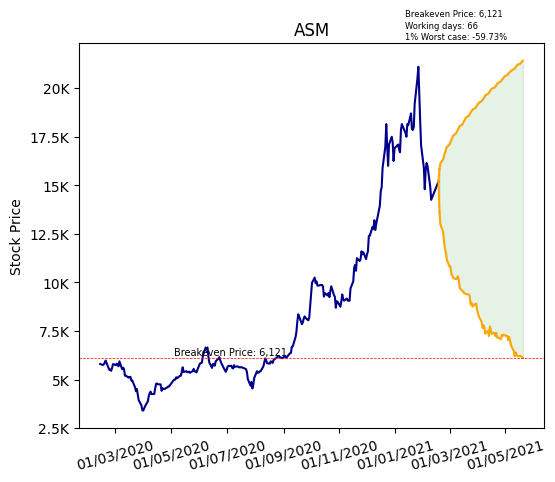 Breakeven Price: 6,121
Working days: 66
1% Worst case: -59.73%
ASM
Stock Price
20K
17.5K
15K
12.5K
10K
7.5K
5K
2.5K
Breakeven Price: 6,121
01/03/2020
01/05/2020
01/07/2020
01/09/2020
01/11/2020
01/01/2021
01/03/2021
01/05/2021